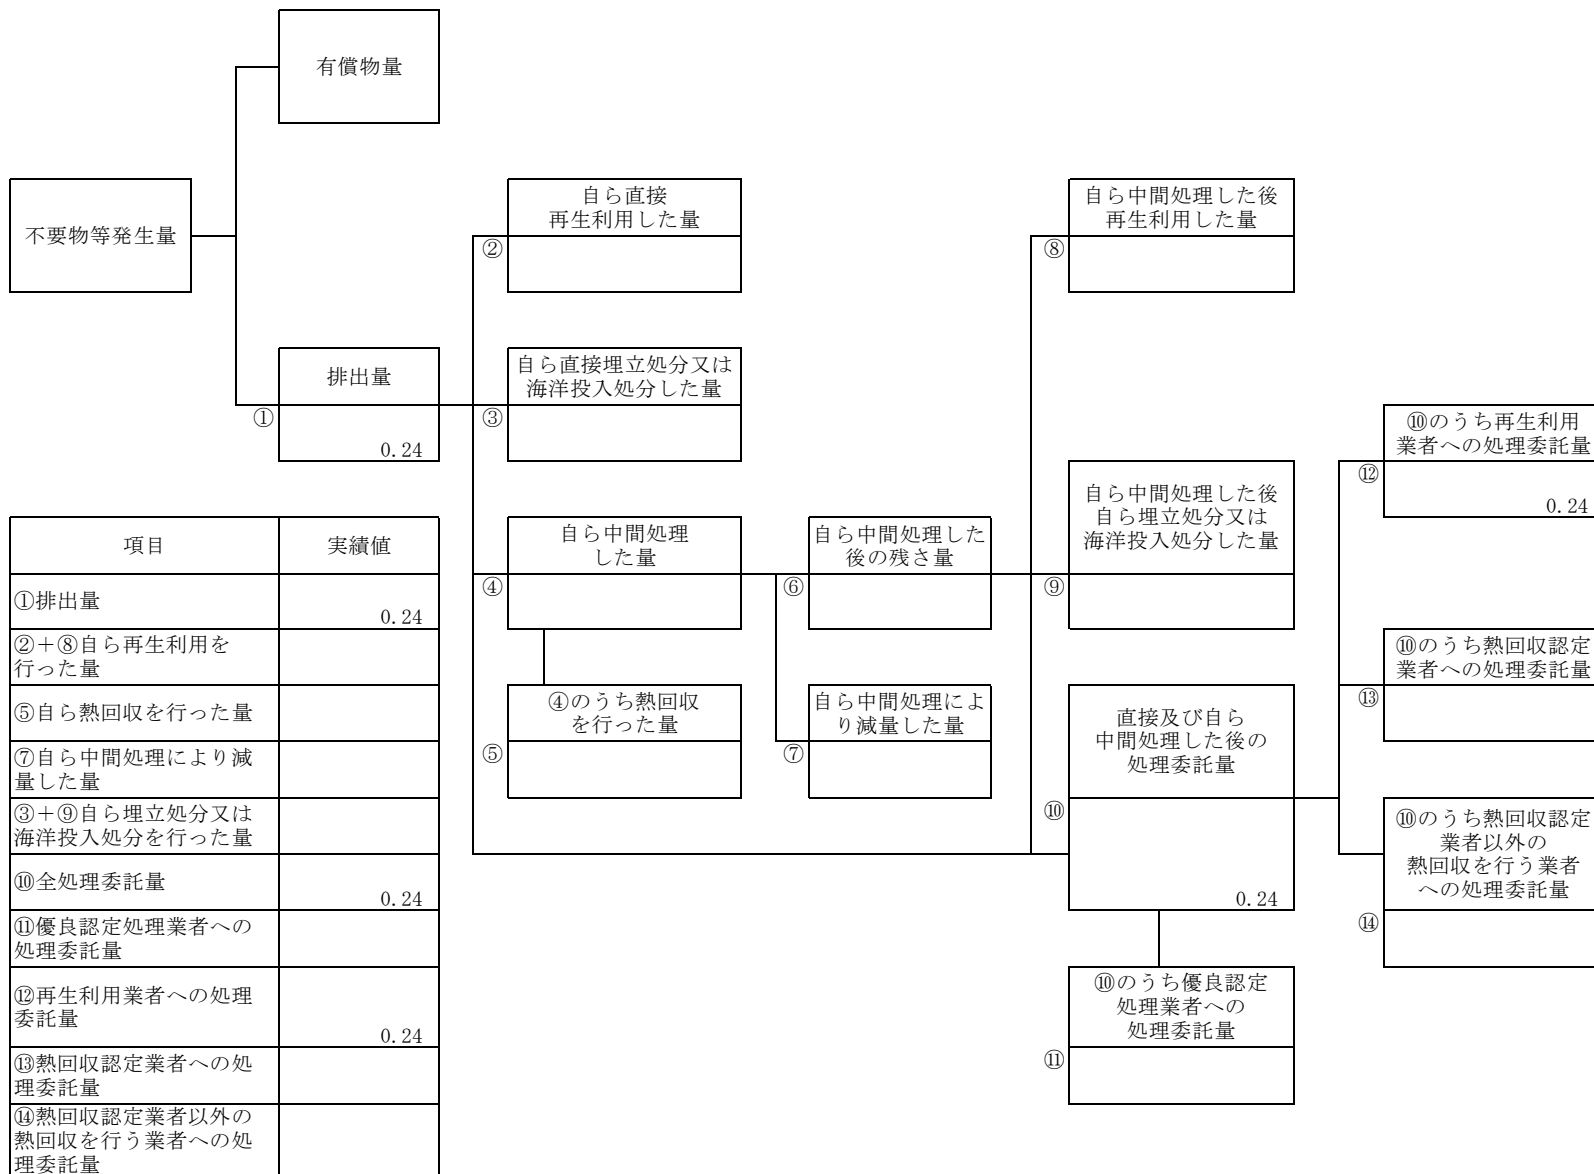 有償物量
不要物等発生量
自ら直接
再生利用した量
②
自ら中間処理した後
再生利用した量
⑧
排出量
①
0.24
自ら直接埋立処分又は
海洋投入処分した量
③
⑩のうち再生利用
業者への処理委託量
⑫
0.24
自ら中間処理した後
自ら埋立処分又は
海洋投入処分した量
⑨
自ら中間処理
した量
④
自ら中間処理した
後の残さ量
⑥
④のうち熱回収
を行った量
⑤
自ら中間処理によ
り減量した量
⑦
直接及び自ら
中間処理した後の
処理委託量
⑩
0.24
⑩のうち熱回収認定
業者への処理委託量
⑬
⑩のうち熱回収認定
業者以外の
熱回収を行う業者
への処理委託量
⑭
⑩のうち優良認定
処理業者への
処理委託量
⑪
項目 実績値
①排出量 0.24
②+⑧自ら再生利用を
行った量
⑤自ら熱回収を行った量
⑦自ら中間処理により減
量した量
③+⑨自ら埋立処分又は
海洋投入処分を行った量
⑩全処理委託量 0.24
⑪優良認定処理業者への
処理委託量
⑫再生利用業者への処理
委託量
0.24
⑬熱回収認定業者への処
理委託量
⑭熱回収認定業者以外の
熱回収を行う業者への処
理委託量